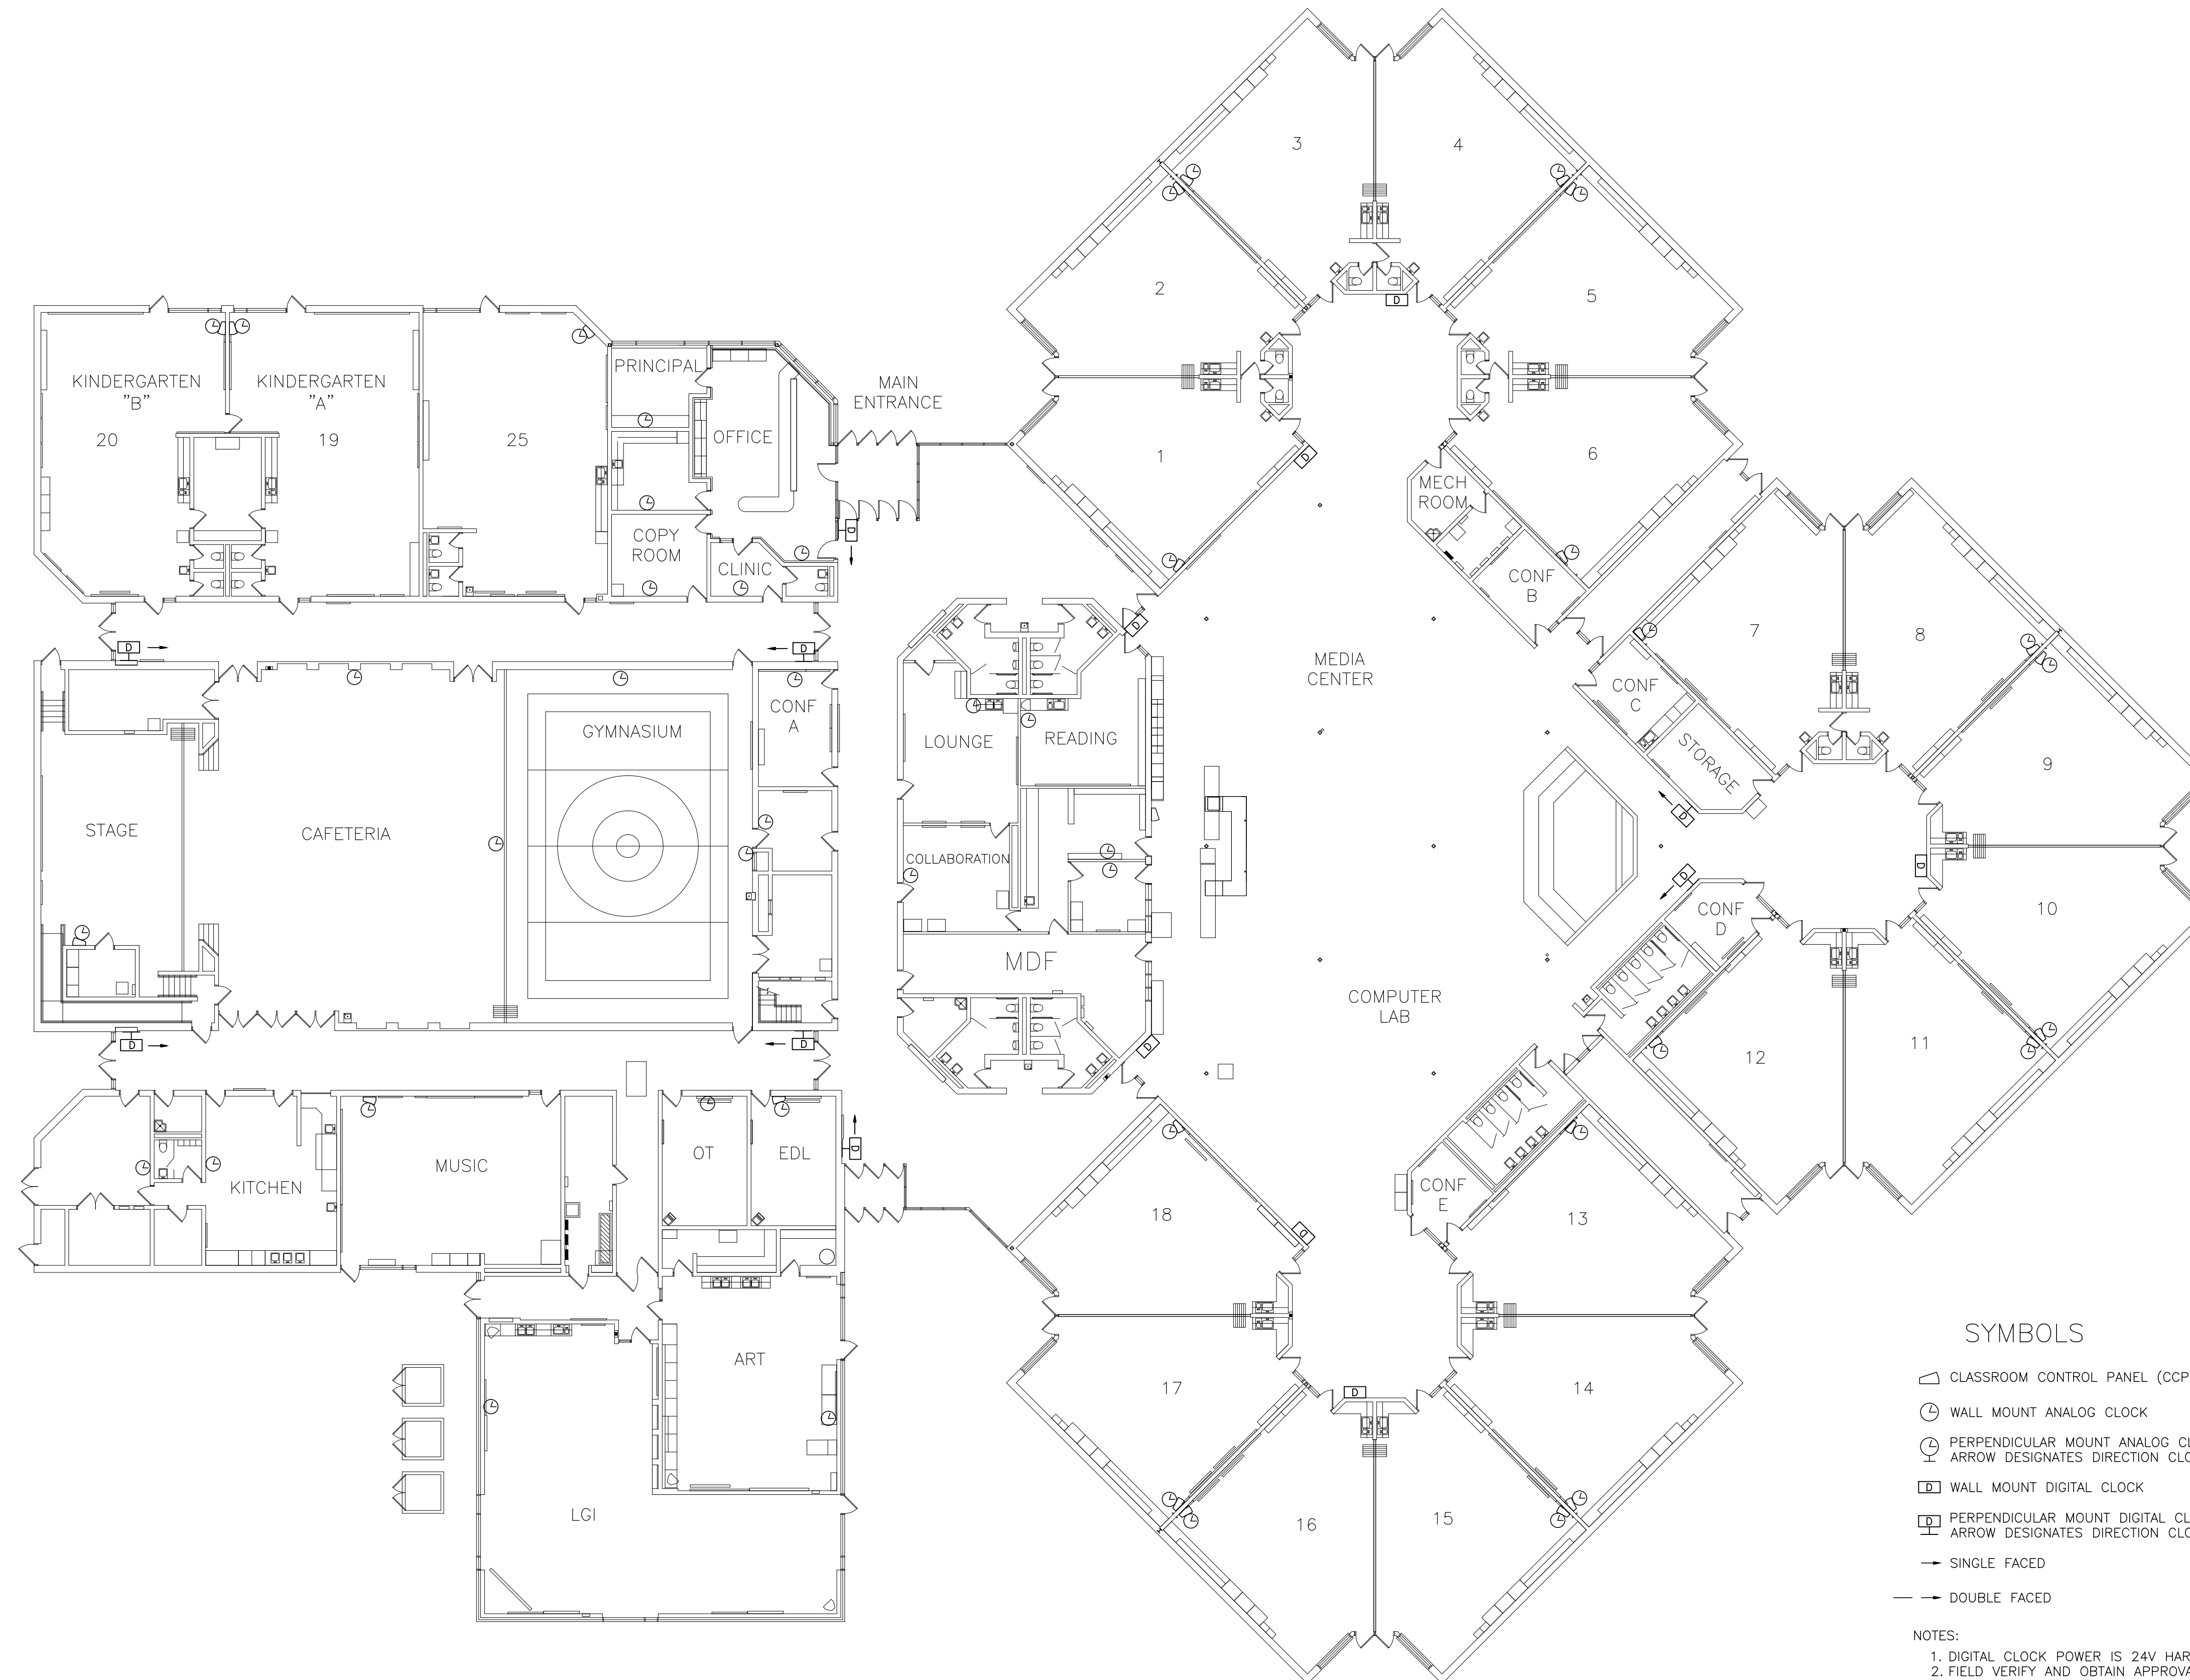 3
4
2
5
KINDERGARTEN
"B"
20
KINDERGARTEN
"A"
19
25
PRINCIPAL
OFFICE
MAIN
ENTRANCE
1
6
MECH
ROOM
COPY
ROOM
CLINIC
CONF
B
7
8
D
D
D
D
D
D
D
MEDIA
CENTER
CONF
C
STORAGE
9
CONF
A
GYMNASIUM
LOUNGE
READING
STAGE
CAFETERIA
COLLABORATION
D
D
D
10
CONF
D
MDF
COMPUTER
LAB
11
12
D
D
D
D
OT
EDL
MUSIC
KITCHEN
18
CONF
E
13
D
ART
17
14
D
LGI
16
15
SYMBOLS
CLASSROOM CONTROL PANEL (CCP
WALL MOUNT ANALOG CLOCK
PERPENDICULAR MOUNT ANALOG CL
ARROW DESIGNATES DIRECTION CLO
D WALL MOUNT DIGITAL CLOCK
D PERPENDICULAR MOUNT DIGITAL CL
ARROW DESIGNATES DIRECTION CLO
SINGLE FACED
DOUBLE FACED
NOTES:
1. DIGITAL CLOCK POWER IS 24V HAR
2. FIELD VERIFY AND OBTAIN APPROVA